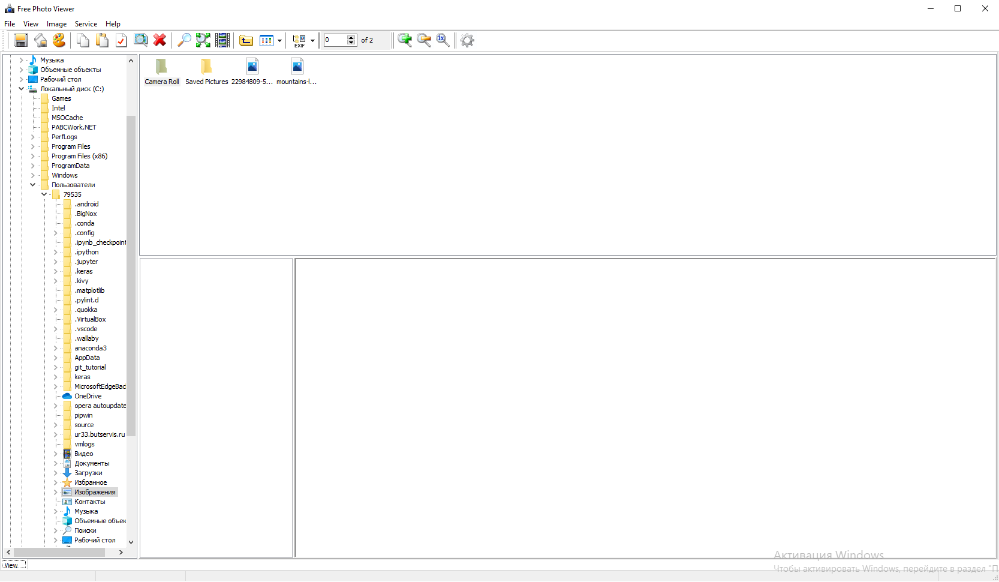 Free Photo Viewer
File View Image Service Help
EXIF 0 of 2 1x
Музыка
Объемные объекты
Рабочий стол
Локальный диск (C:)
Games
Intel
MSOCache
PABCWork.NET
PerfLogs
Program Files
Program Files (x86)
ProgramData
Windows
Пользователи
79535
.android
.BigNox
.conda
.config
.ipynb_checkpoint
.ipython
.jupyter
.keras
.kivy
.matplotlib
.pylint.d
.quokka
.VirtualBox
.vscode
.wallaby
anaconda3
AppData
git_tutorial
keras
MicrosoftEdgeBac
OneDrive
opera autoupdate
pipwin
source
ur33.butservis.ru
vmlogs
Видео
Документы
Загрузки
Избранное
Изображения
Контакты
Музыка
Объемные объек
Поиски
Рабочий стол
Camera Roll Saved Pictures 22984809-5... mountains-l...
View
Активация Windows
Чтобы активировать Windows, перейдите в раздел "П